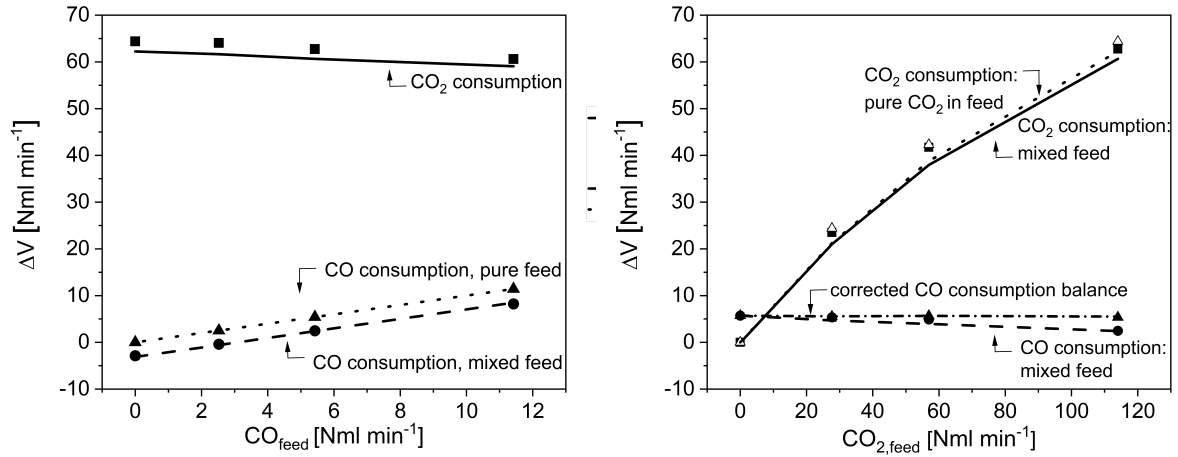 70
60
50
40
30
20
10
0
-10
ΔV [Nml min⁻¹]
CO₂ consumption
CO consumption, pure feed
CO consumption, mixed feed
0 2 4 6 8 10 12
CO_feed [Nml min⁻¹]
70
60
50
40
30
20
10
0
-10
ΔV [Nml min⁻¹]
CO₂ consumption:
pure CO₂ in feed
CO₂ consumption:
mixed feed
corrected CO consumption balance
CO consumption:
mixed feed
0 20 40 60 80 100 120
CO₂,feed [Nml min⁻¹]